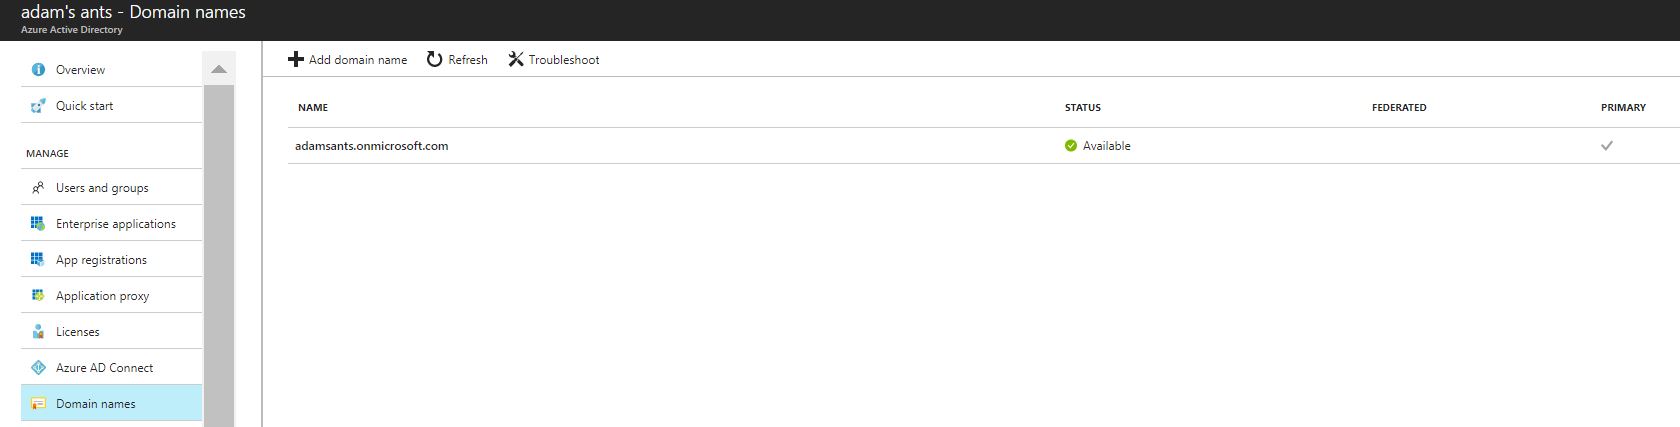 adam's ants - Domain names
Azure Active Directory
Overview
Quick start
MANAGE
Users and groups
Enterprise applications
App registrations
Application proxy
Licenses
Azure AD Connect
Domain names
Add domain name Refresh Troubleshoot
NAME STATUS FEDERATED PRIMARY
adamsants.onmicrosoft.com Available